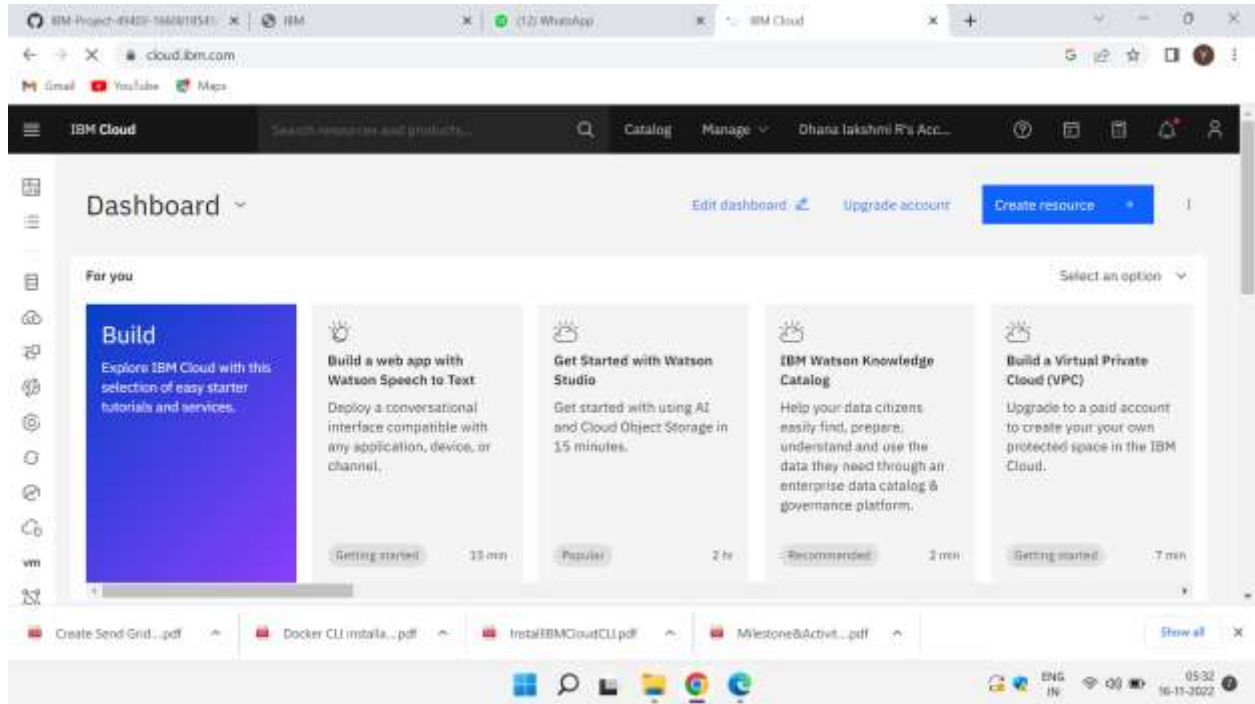 IBM
(12) WhatsApp
IBM Cloud
cloud.ibm.com
Gmail
YouTube
Maps
IBM Cloud
Search resources and products...
Catalog
Manage
Dhana lakshmi R's Acc...
Dashboard
Edit dashboard
Upgrade account
Create resource
For you
Select an option
Build
Explore IBM Cloud with this
selection of easy starter
tutorials and services.
Build a web app with
Watson Speech to Text
Deploy a conversational
interface compatible with
any application, device, or
channel.
Getting started
Get Started with Watson
Studio
Get started with using AI
and Cloud Object Storage in
15 minutes.
Popular
2 hr
IBM Watson Knowledge
Catalog
Help your data citizens
easily find, prepare,
understand and use the
data they need through an
enterprise data catalog &
governance platform.
Recommended
2 min
Build a Virtual Private
Cloud (VPC)
Upgrade to a paid account
to create your your own
protected space in the IBM
Cloud.
Getting started
7 min
vm
Create Send Grid....pdf
Docker CLI installa....pdf
InstallIBMCloudCLI.pdf
Milestone&Activit....pdf
Show all
ENG
IN
05:32
16-11-2022